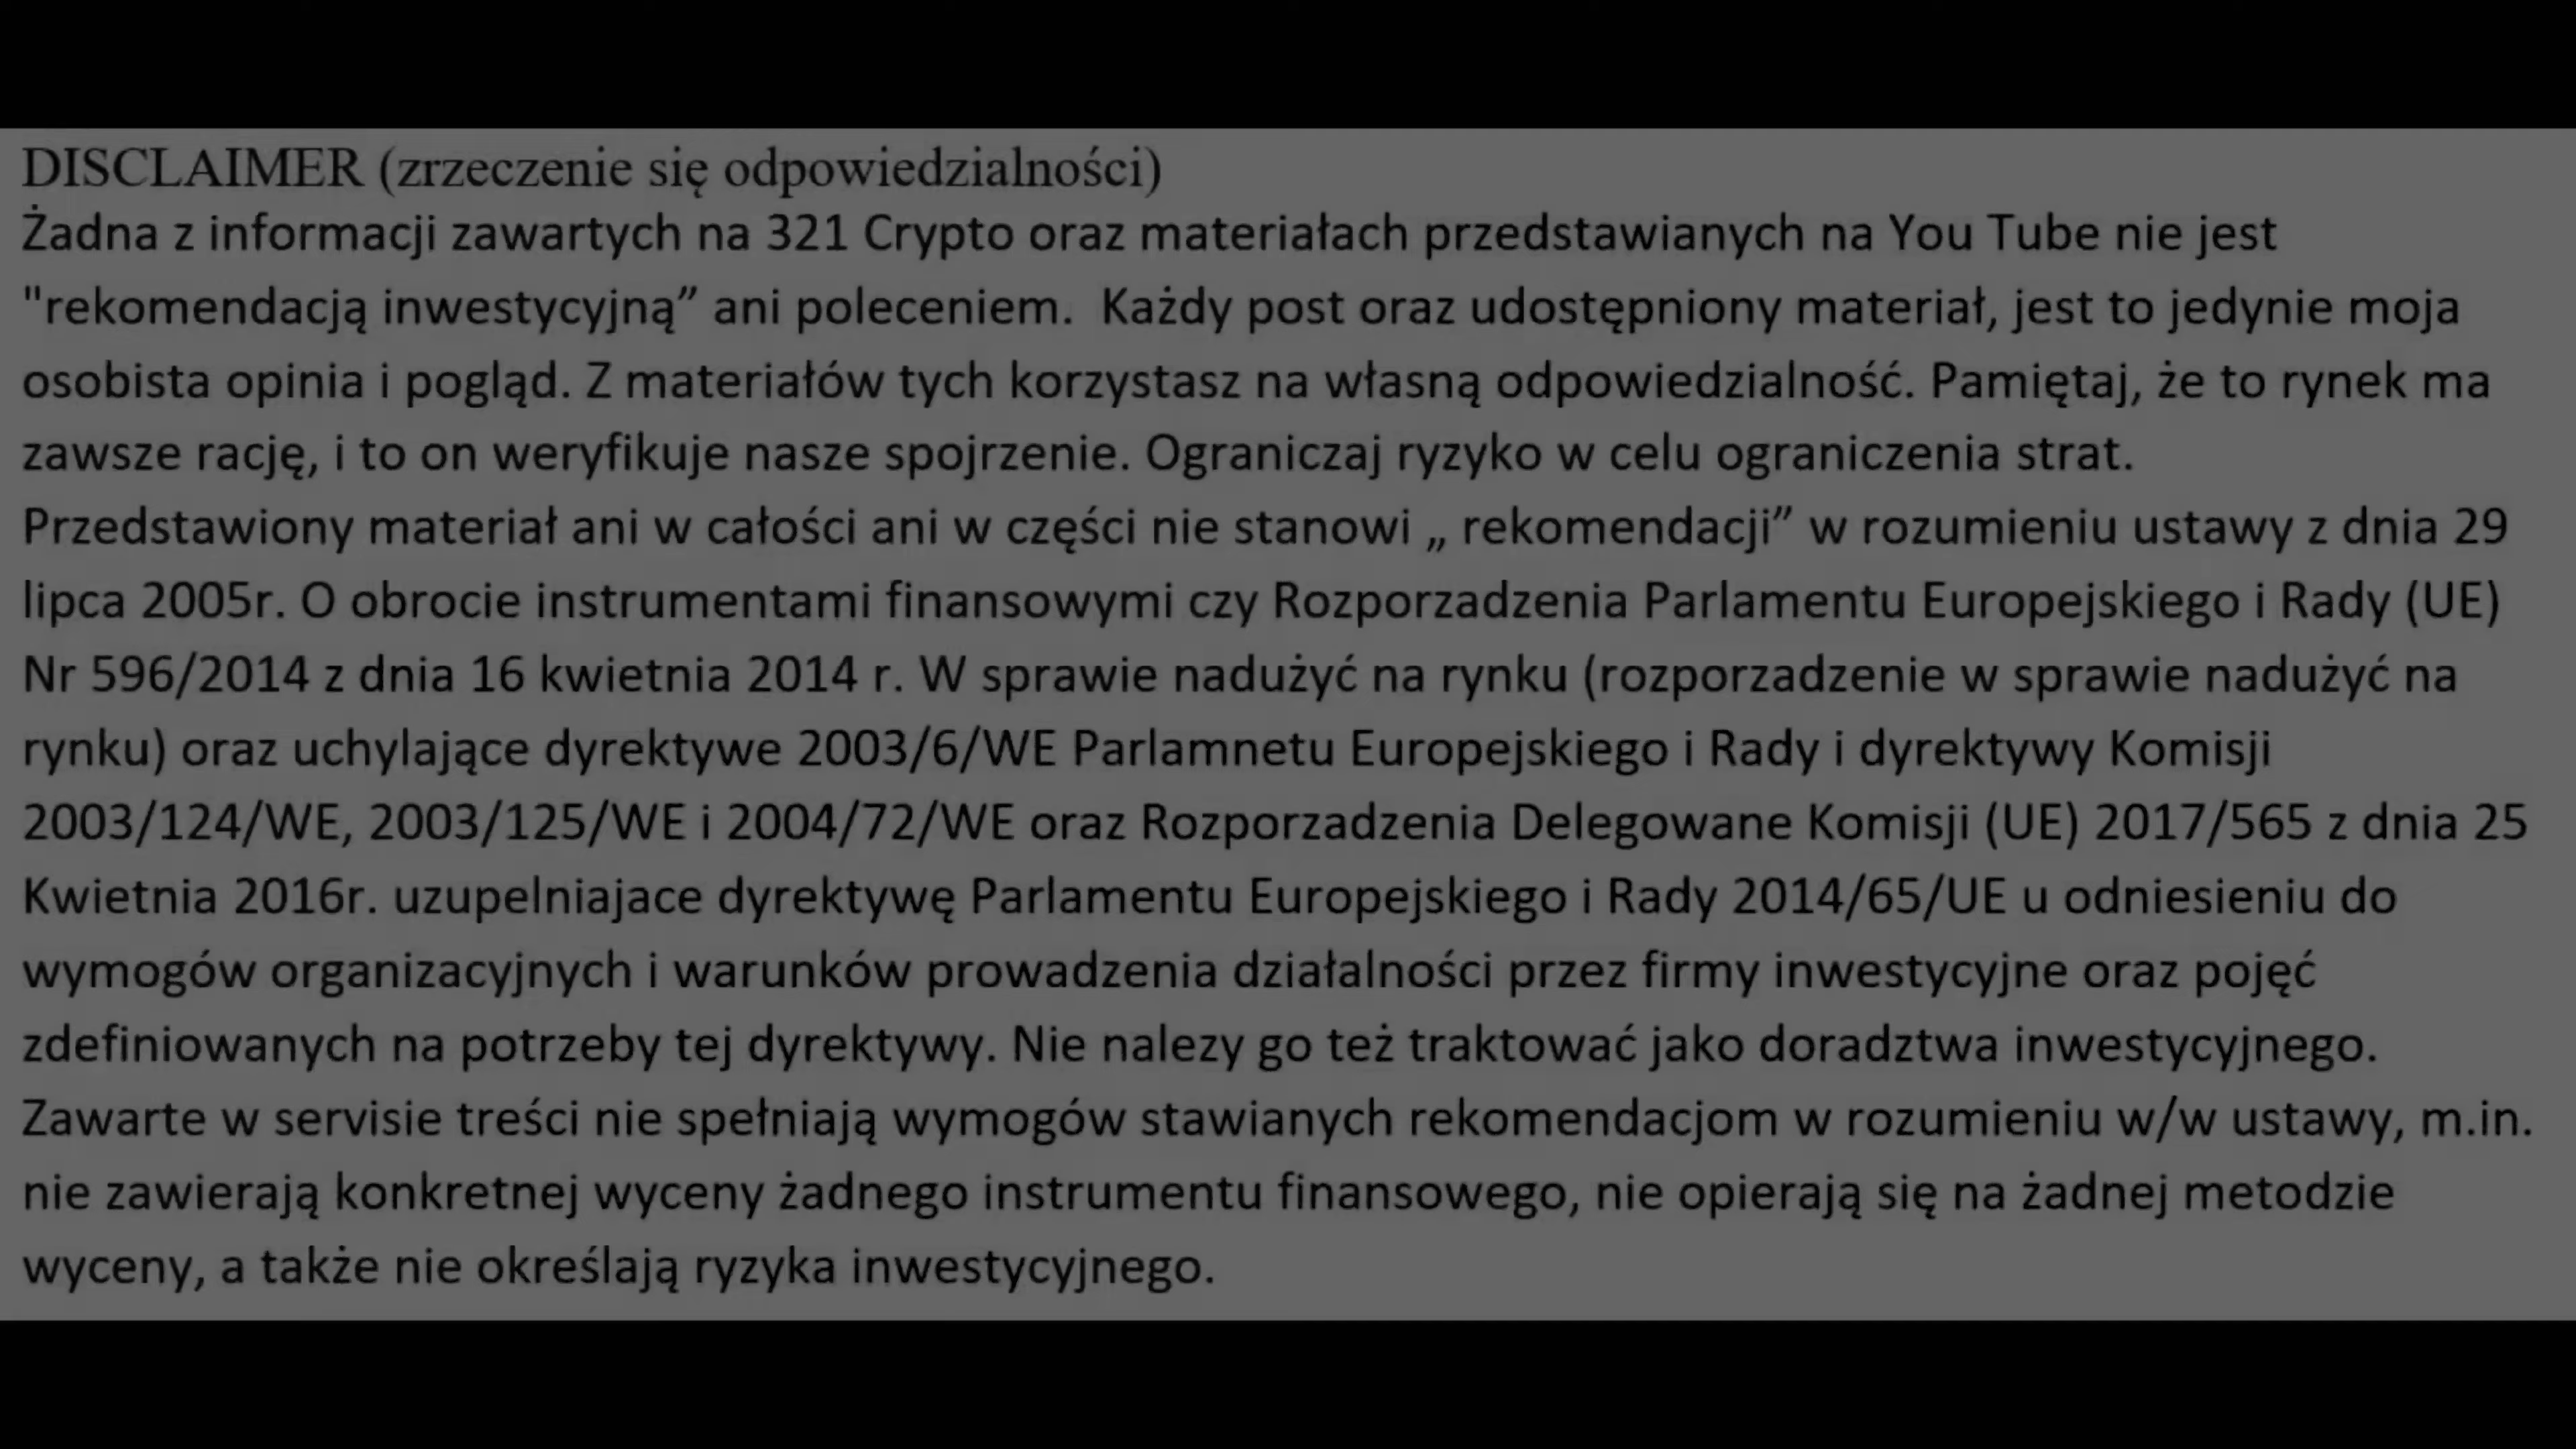 DISCLAIMER (zrzeczenie się odpowiedzialności)
Żadna z informacji zawartych na 321 Crypto oraz materiałach przedstawianych na You Tube nie jest
"rekomendacją inwestycyjną” ani poleceniem.  Każdy post oraz udostępniony materiał, jest to jedynie moja
osobista opinia i pogląd. Z materiałów tych korzystasz na własną odpowiedzialność. Pamiętaj, że to rynek ma
zawsze rację, i to on weryfikuje nasze spojrzenie. Ograniczaj ryzyko w celu ograniczenia strat.
Przedstawiony materiał ani w całości ani w części nie stanowi „ rekomendacji” w rozumieniu ustawy z dnia 29
lipca 2005r. O obrocie instrumentami finansowymi czy Rozporzadzenia Parlamentu Europejskiego i Rady (UE)
Nr 596/2014 z dnia 16 kwietnia 2014 r. W sprawie nadużyć na rynku (rozporzadzenie w sprawie nadużyć na
rynku) oraz uchylające dyrektywe 2003/6/WE Parlamnetu Europejskiego i Rady i dyrektywy Komisji
2003/124/WE, 2003/125/WE i 2004/72/WE oraz Rozporzadzenia Delegowane Komisji (UE) 2017/565 z dnia 25
Kwietnia 2016r. uzupelniajace dyrektywę Parlamentu Europejskiego i Rady 2014/65/UE u odniesieniu do
wymogów organizacyjnych i warunków prowadzenia działalności przez firmy inwestycyjne oraz pojęć
zdefiniowanych na potrzeby tej dyrektywy. Nie nalezy go też traktować jako doradztwa inwestycyjnego.
Zawarte w servisie treści nie spełniają wymogów stawianych rekomendacjom w rozumieniu w/w ustawy, m.in.
nie zawierają konkretnej wyceny żadnego instrumentu finansowego, nie opierają się na żadnej metodzie
wyceny, a także nie określają ryzyka inwestycyjnego.